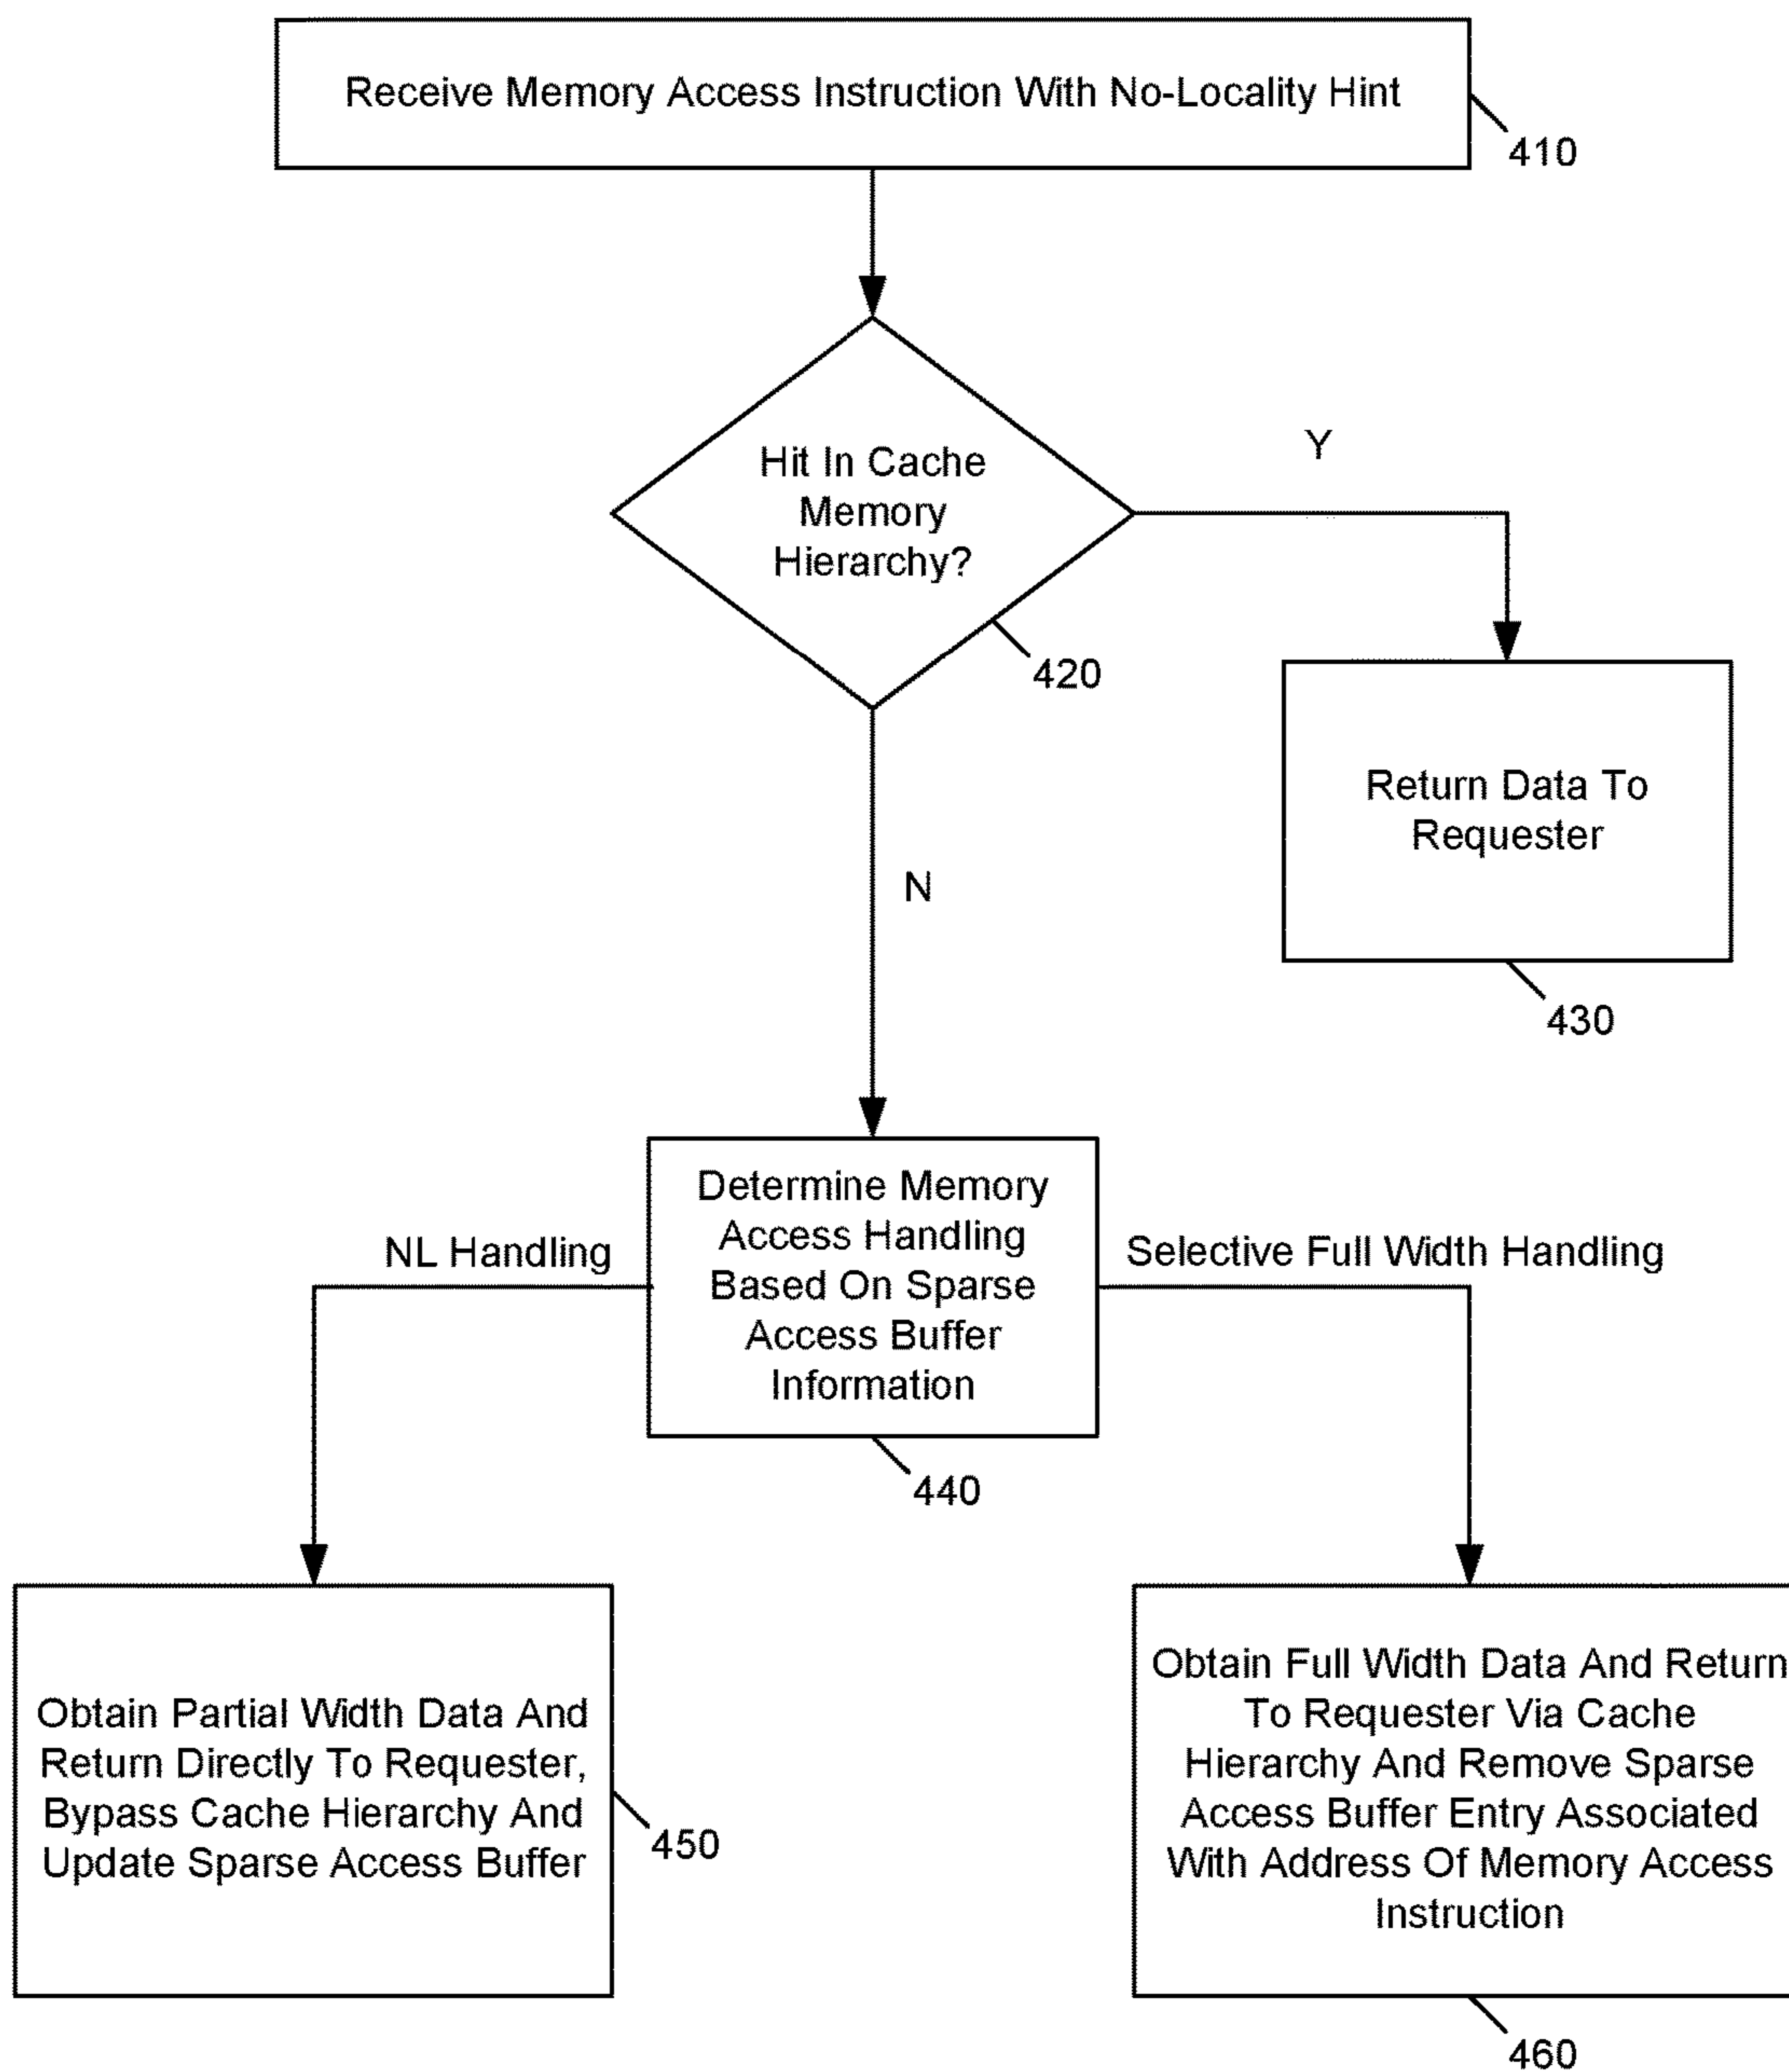 Receive Memory Access Instruction With No-Locality Hint
410
Hit In Cache
Memory
Hierarchy?
Y
420
Return Data To
Requester
430
N
Determine Memory
Access Handling
Based On Sparse
Access Buffer
Information
NL Handling
Selective Full Width Handling
440
Obtain Partial Width Data And
Return Directly To Requester,
Bypass Cache Hierarchy And
Update Sparse Access Buffer
450
Obtain Full Width Data And Return
To Requester Via Cache
Hierarchy And Remove Sparse
Access Buffer Entry Associated
With Address Of Memory Access
Instruction
460